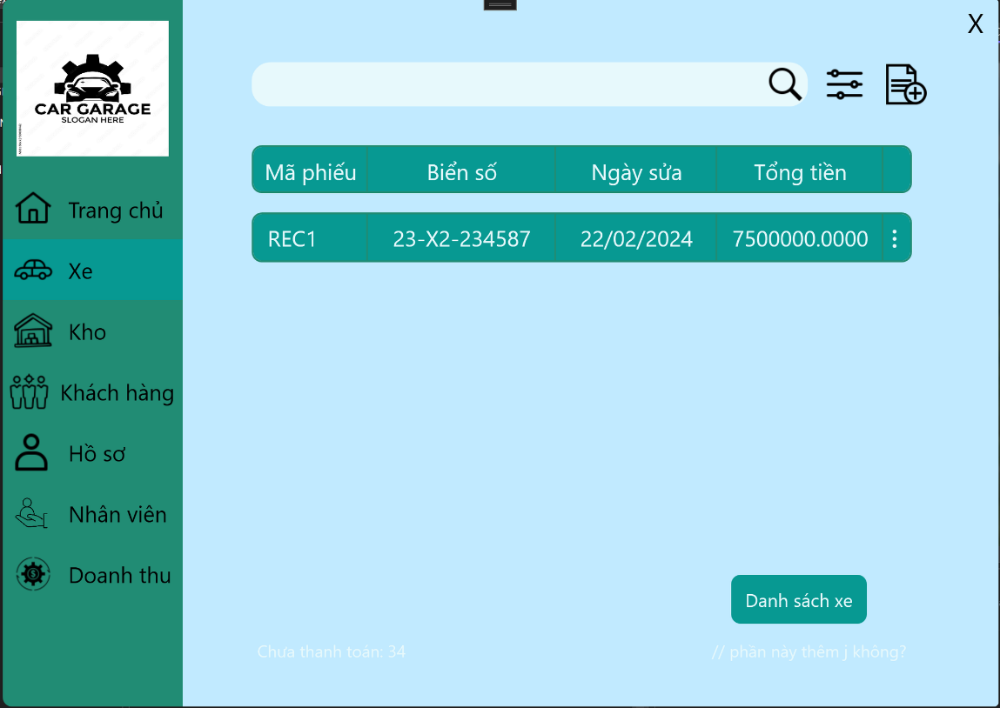 X
CAR GARAGE
SLOGAN HERE
Trang chủ
Xe
Kho
Khách hàng
Hồ sơ
Nhân viên
Doanh thu
Mã phiếu Biển số Ngày sửa Tổng tiền
REC1 23-X2-234587 22/02/2024 7500000.0000
Danh sách xe
Chưa thanh toán: 34 // phần này thêm j không?